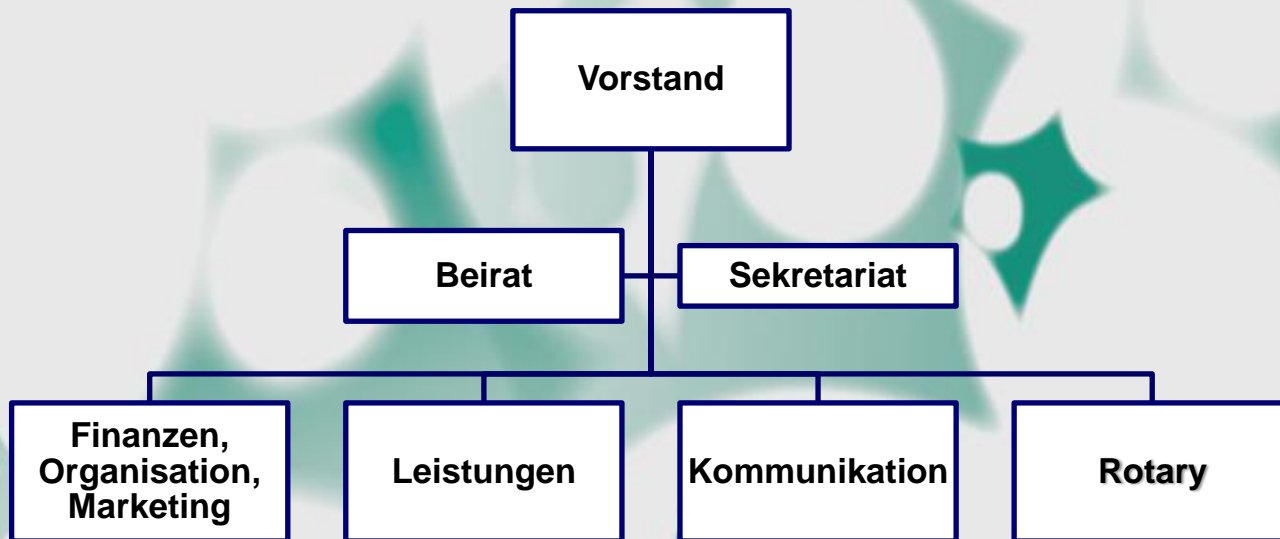 Vorstand
Beirat
Sekretariat
Finanzen,
Organisation,
Marketing
Leistungen
Kommunikation
Rotary